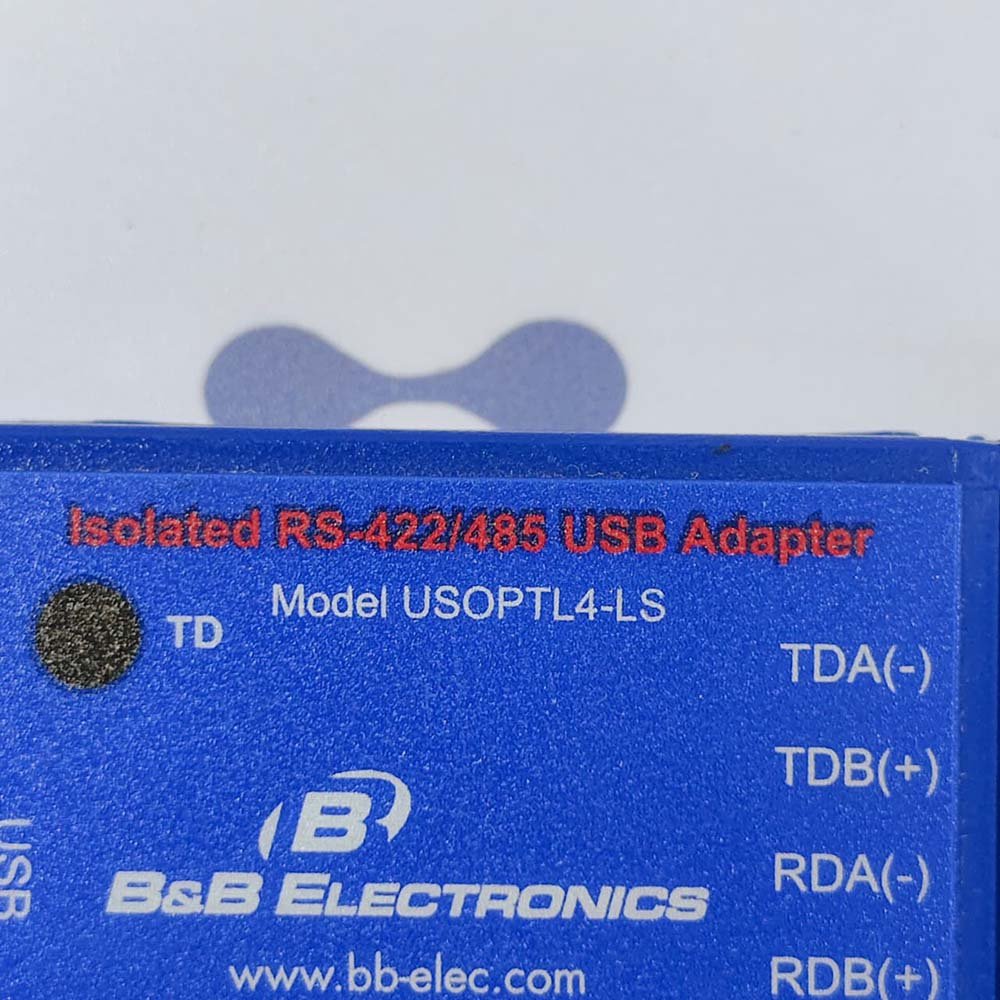 Isolated RS-422/485 USB Adapter
Model USOPTL4-LS
TD
TDA(-)
TDB(+)
RDA(-)
RDB(+)
USB
B
B&B ELECTRONICS
www.bb-elec.com